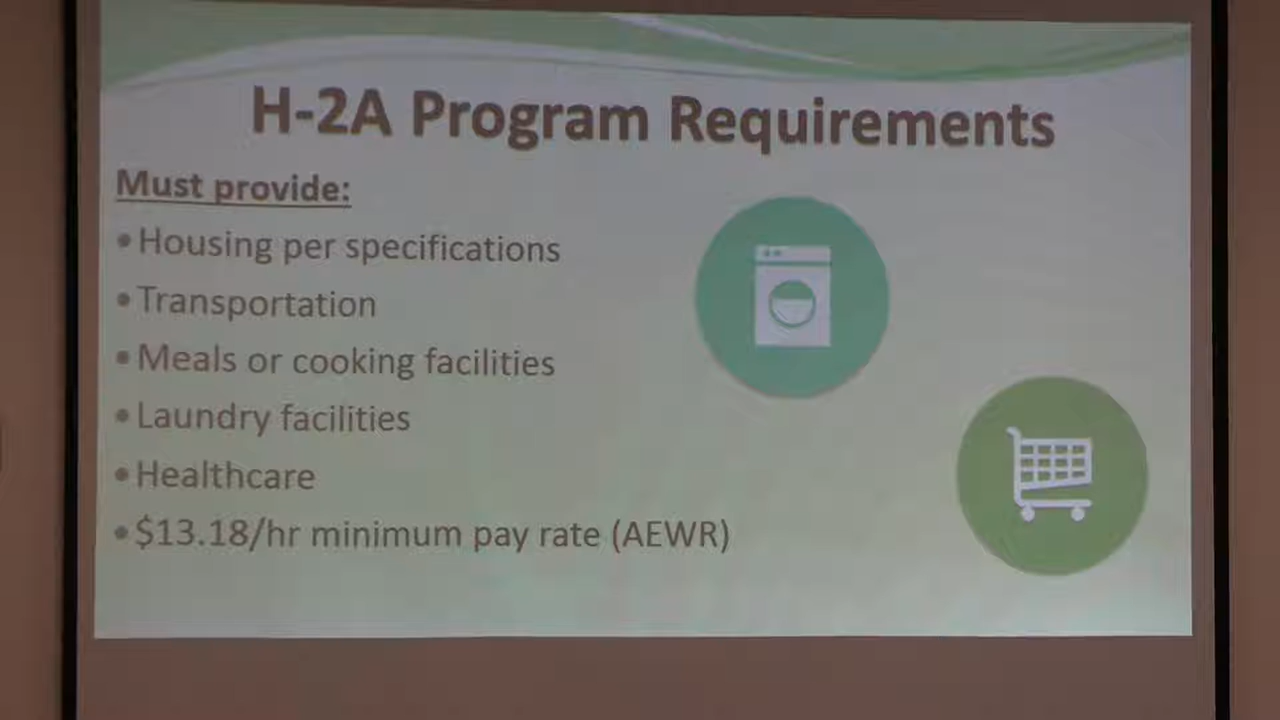 H-2A Program Requirements
Must provide:
• Housing per specifications
• Transportation
• Meals or cooking facilities
• Laundry facilities
• Healthcare
• $13.18/hr minimum pay rate (AEWR)